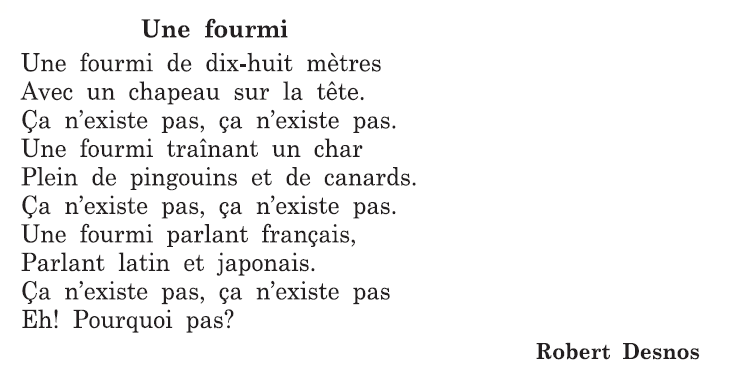 Une fourmi
Une fourmi de dix-huit mètres
Avec un chapeau sur la tête.
Ça n’existe pas, ça n’existe pas.
Une fourmi traînant un char
Plein de pingouins et de canards.
Ça n’existe pas, ça n’existe pas.
Une fourmi parlant français,
Parlant latin et japonais.
Ça n’existe pas, ça n’existe pas
Eh! Pourquoi pas?
Robert Desnos